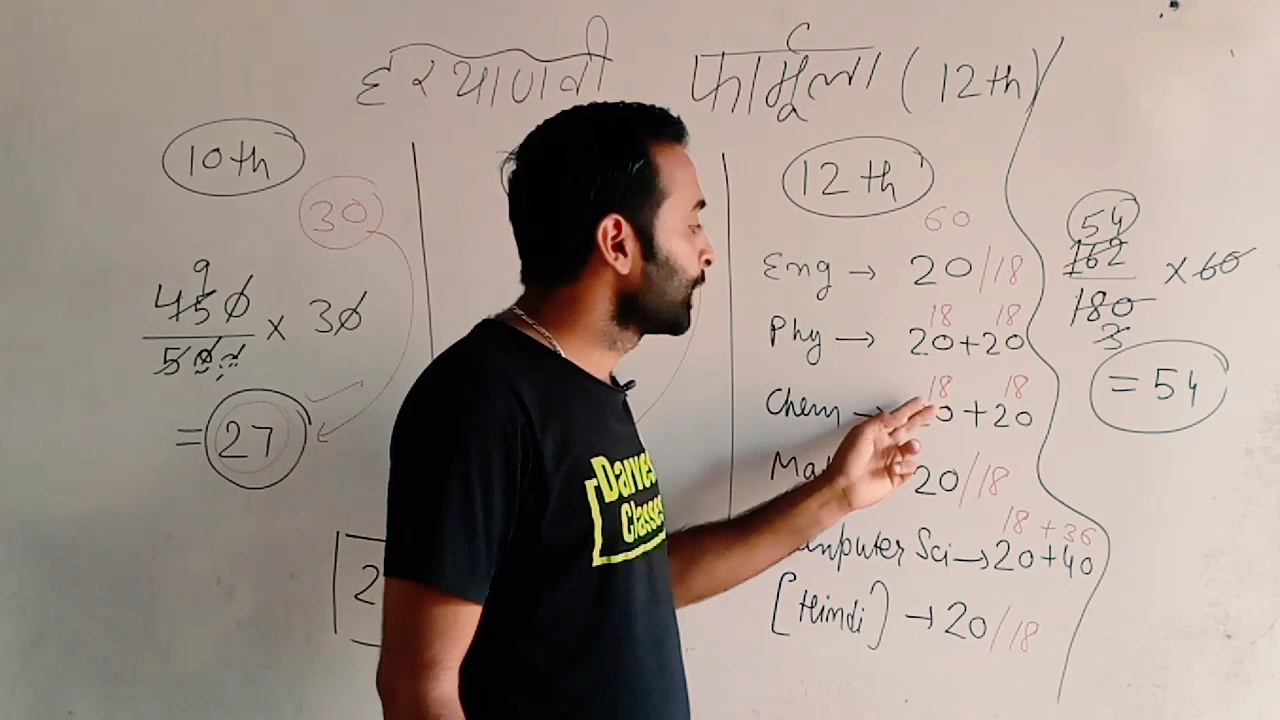 हरयाणवी फार्मूला (12th)
10th
30
9
450 × 30
500
= 27
2
12th
60
Eng → 20/18
18 18
Phy → 20+20
18 18
Chem → 20+20
20/18
18 + 36
Computer Sci → 20+40
[Hindi] → 20/18
54
162 × 60
180
3
= 54
Darves
Classes